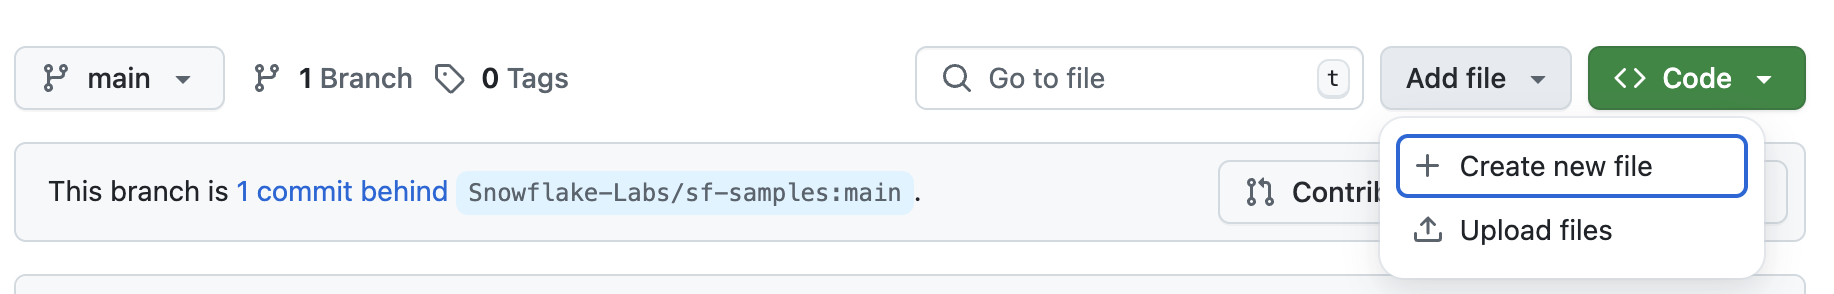 main 1 Branch 0 Tags Go to file t Add file <> Code
This branch is 1 commit behind Snowflake-Labs/sf-samples:main . Contrib
Create new file
Upload files